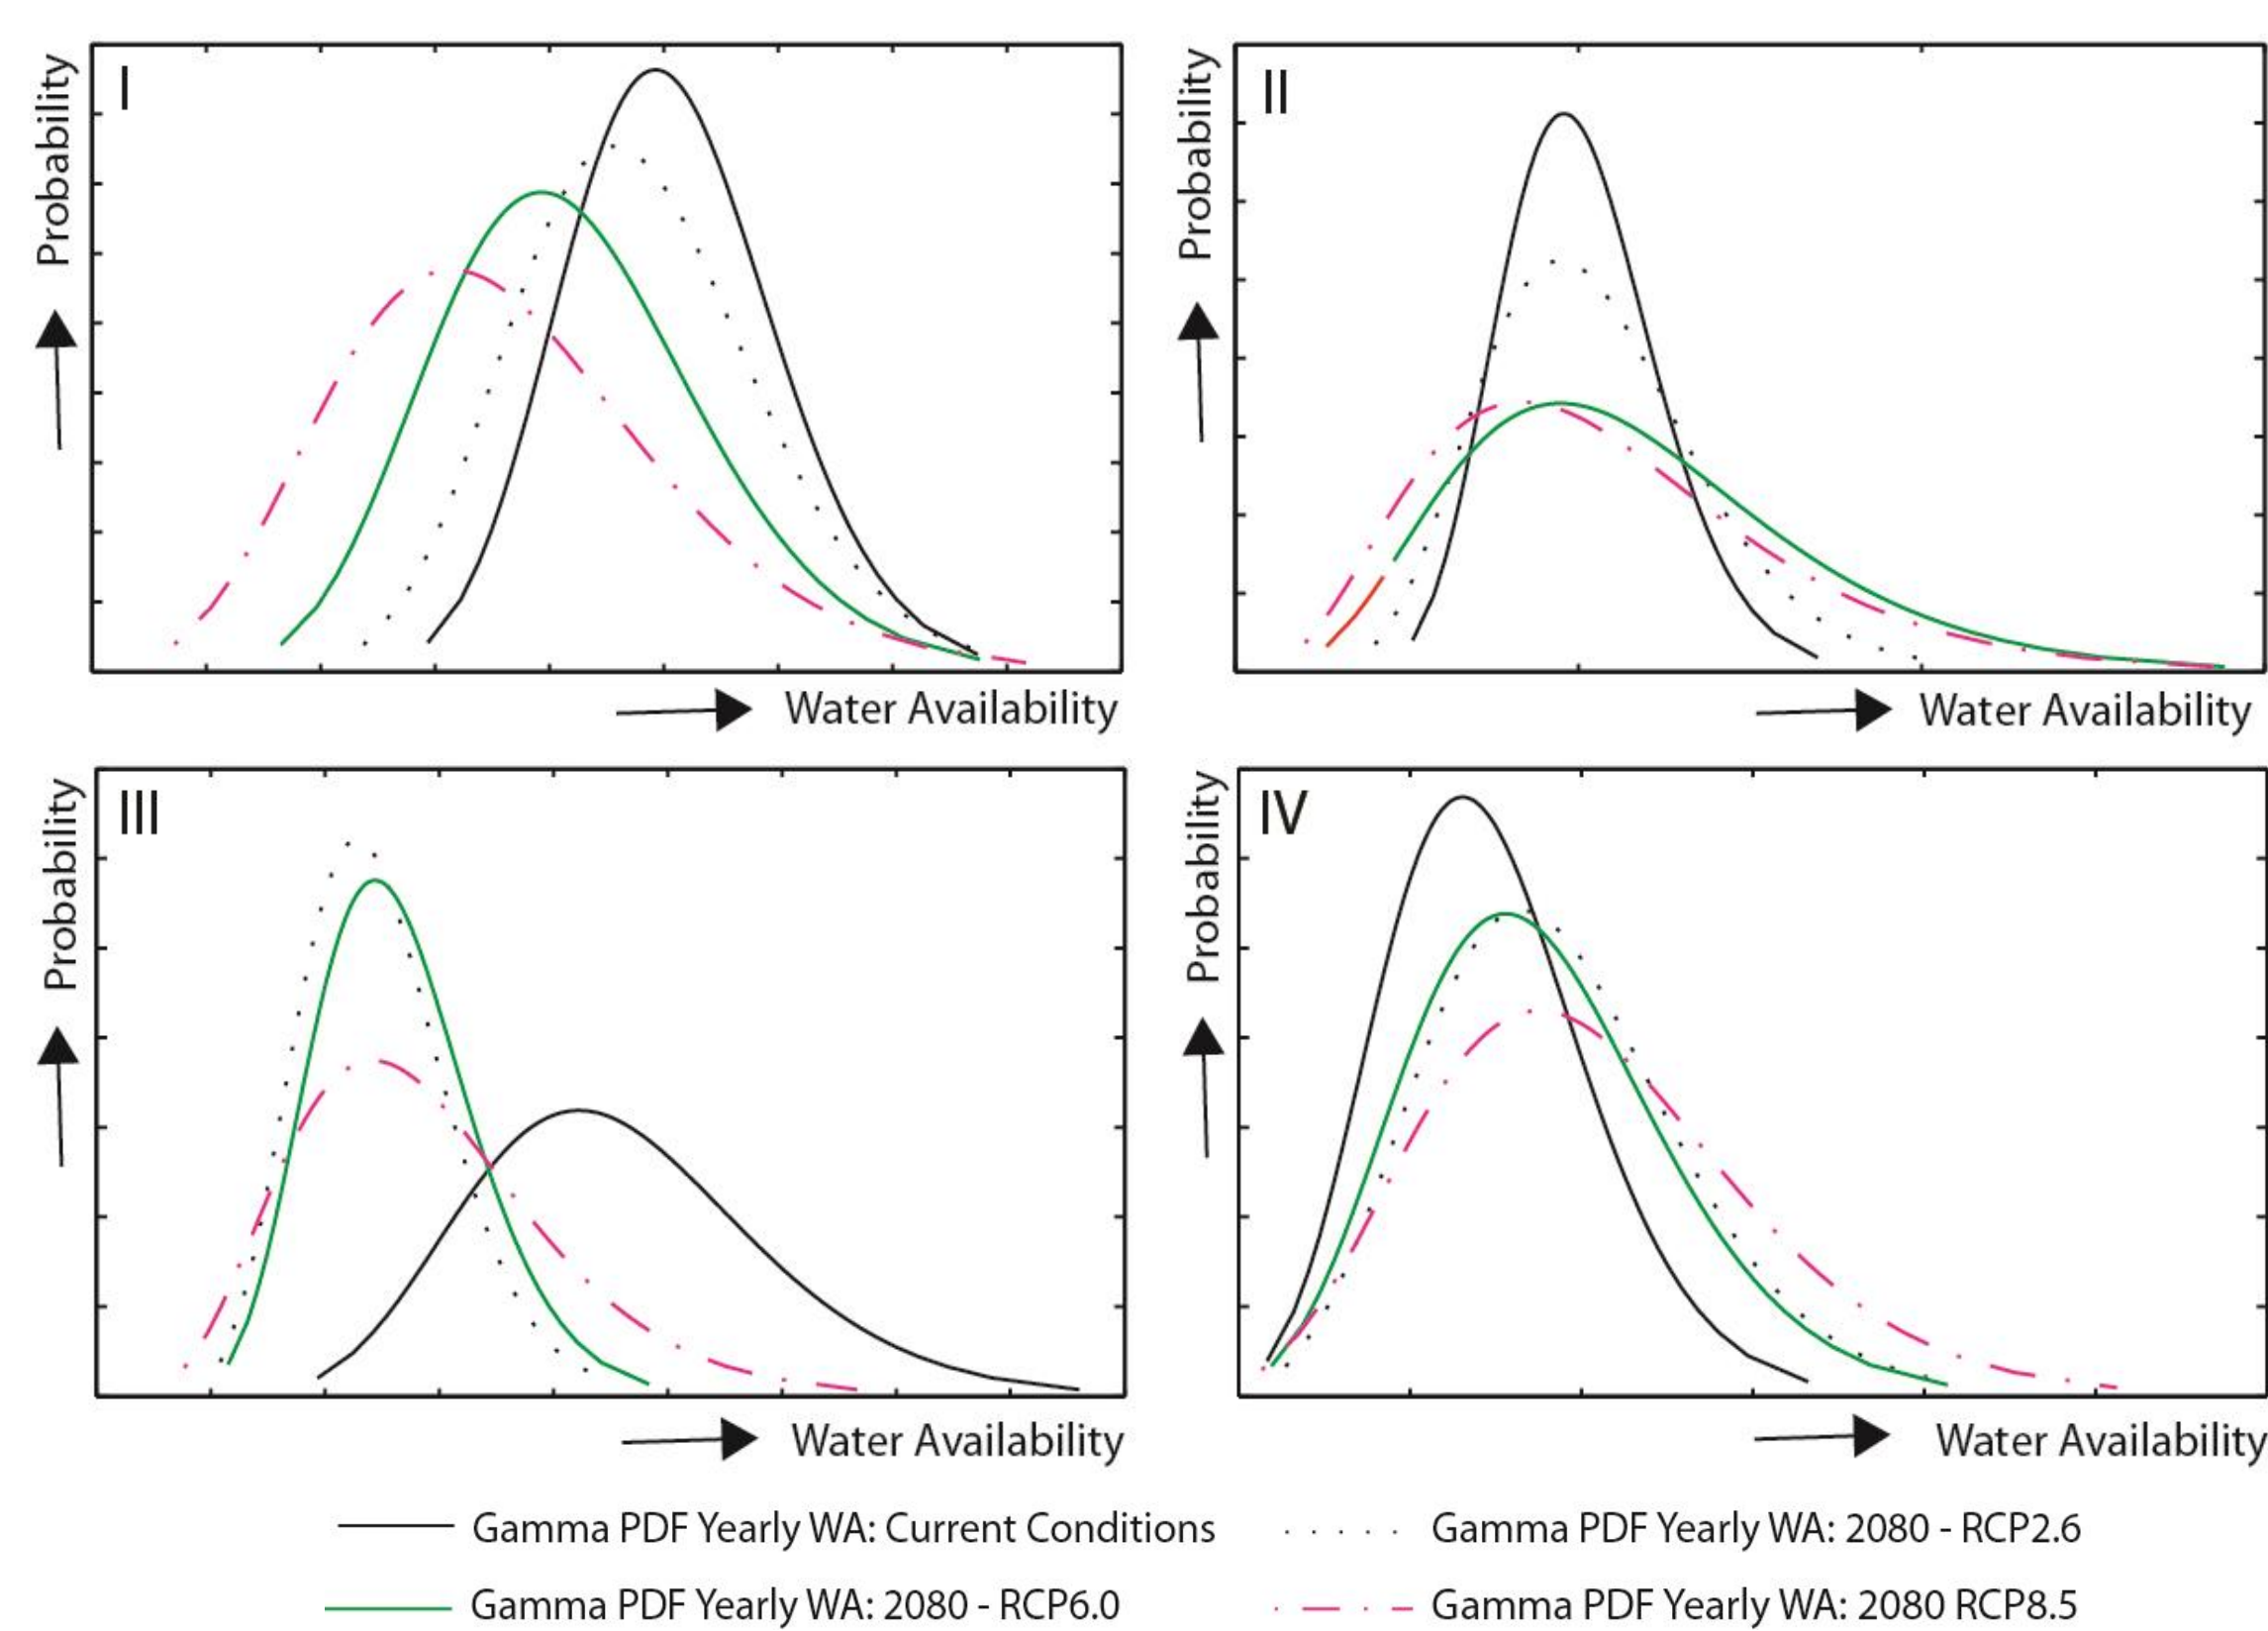 I
Probability
Water Availability
II
Probability
Water Availability
III
Probability
Water Availability
IV
Probability
Water Availability
Gamma PDF Yearly WA: Current Conditions
Gamma PDF Yearly WA: 2080 - RCP2.6
Gamma PDF Yearly WA: 2080 - RCP6.0
Gamma PDF Yearly WA: 2080 RCP8.5